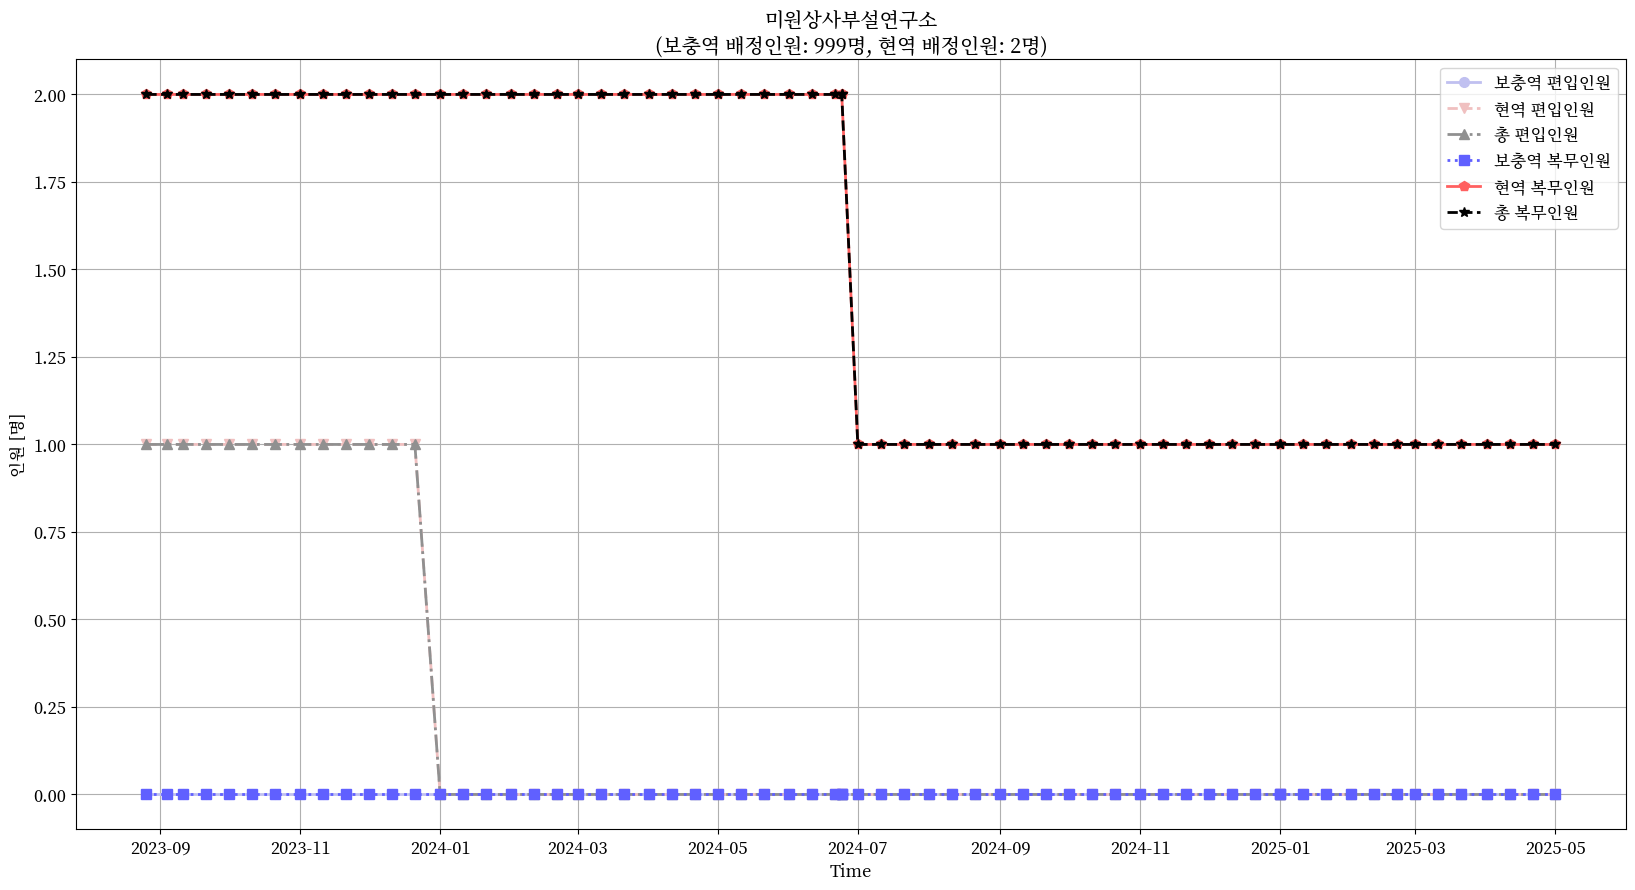 미원상사부설연구소
(보충역 배정인원: 999명, 현역 배정인원: 2명)
보충역 편입인원
현역 편입인원
총 편입인원
보충역 복무인원
현역 복무인원
총 복무인원
인원 [명]
2.00
1.75
1.50
1.25
1.00
0.75
0.50
0.25
0.00
2023-09 2023-11 2024-01 2024-03 2024-05 2024-07 2024-09 2024-11 2025-01 2025-03 2025-05
Time